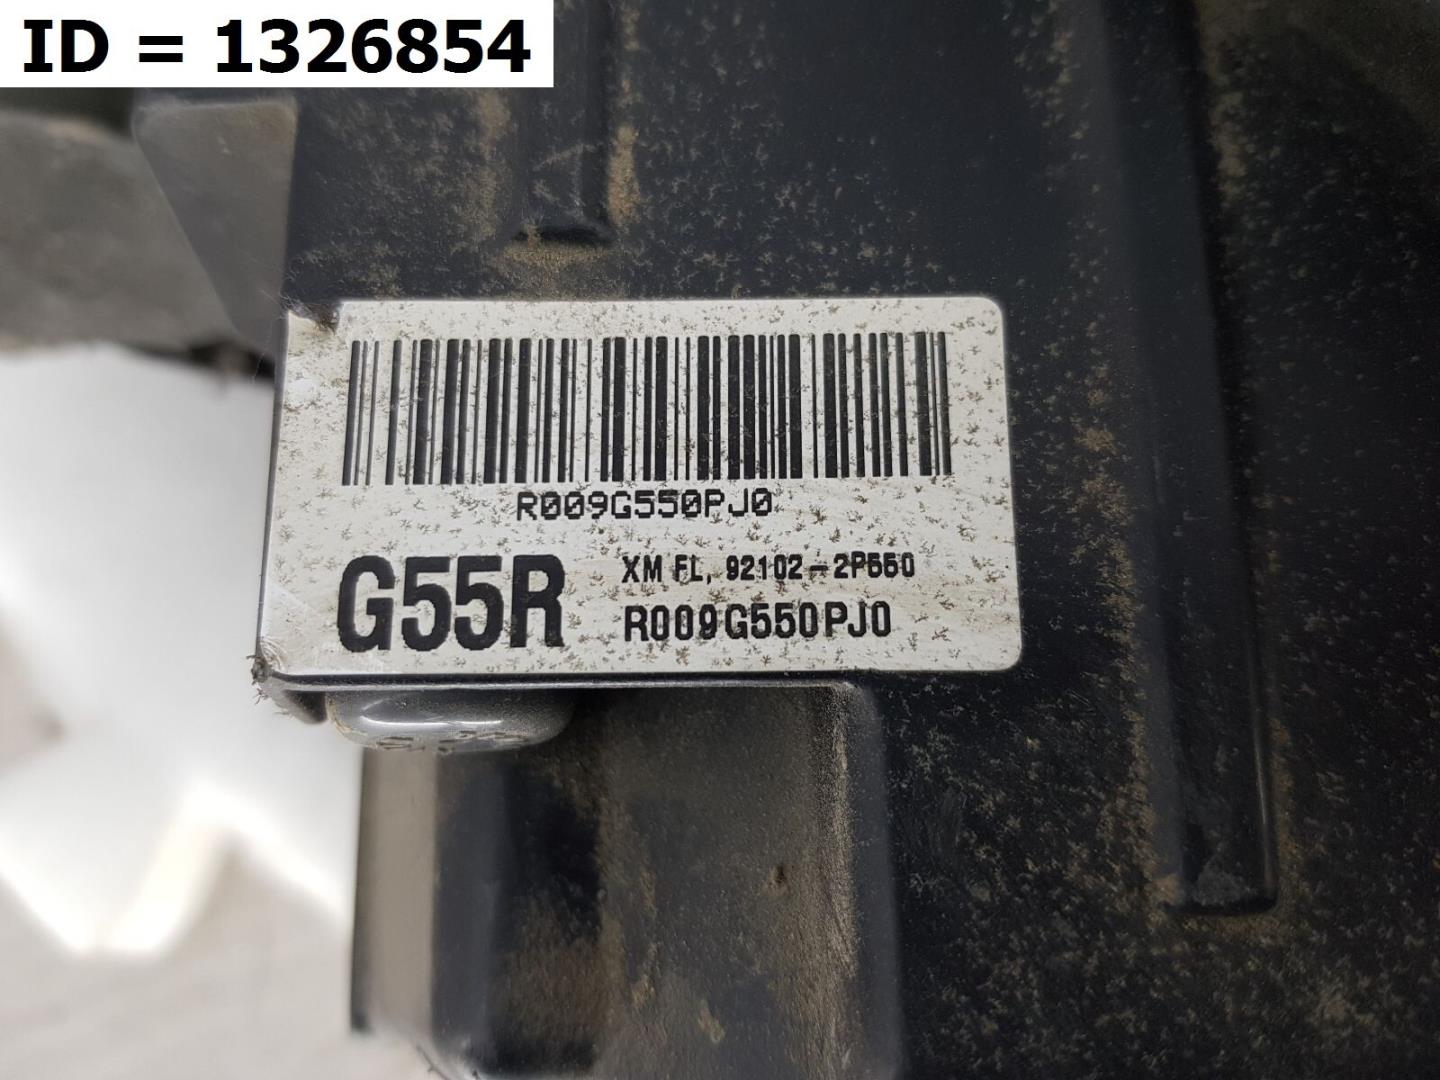 ID = 1326854
R009G550PJ0
G55R
XM FL, 92102-2P550
R009G550PJ0